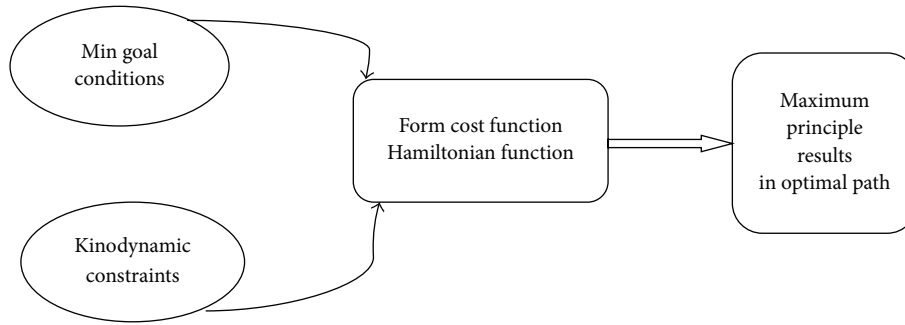 Min goal
conditions
Kinodynamic
constraints
Form cost function
Hamiltonian function
Maximum
principle
results
in optimal path